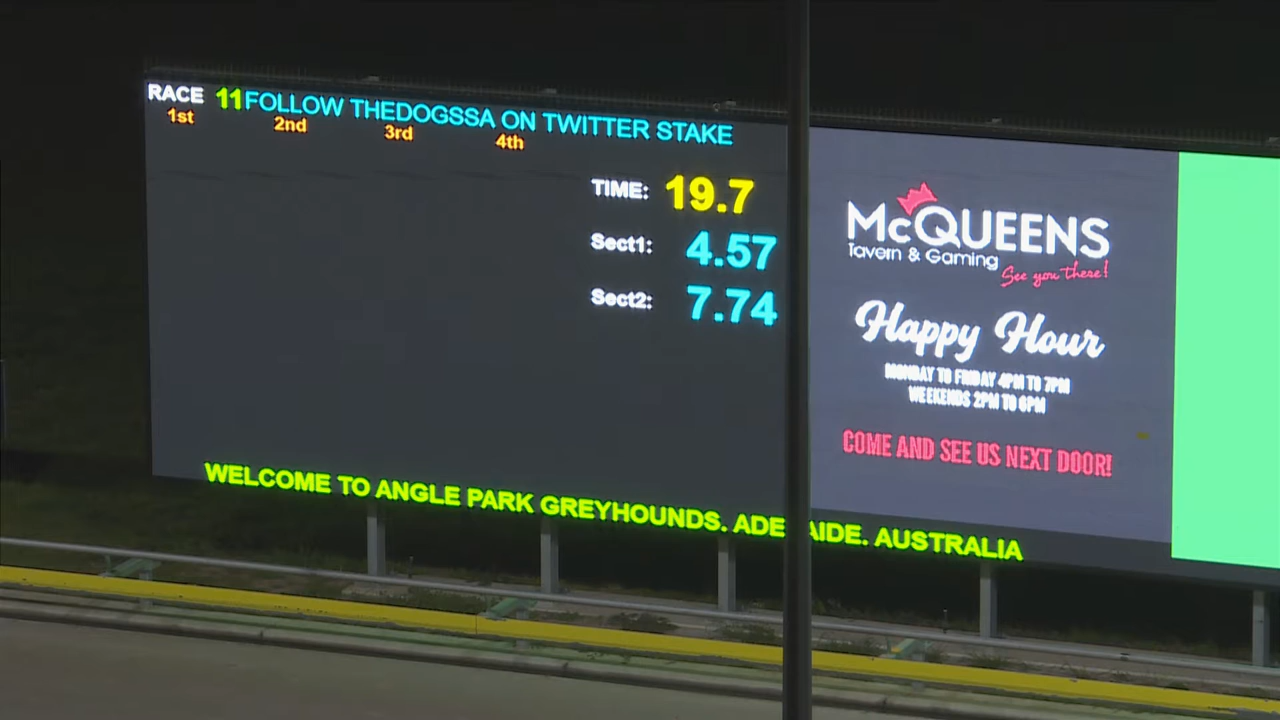 RACE 11 FOLLOW THEDOGSSA ON TWITTER STAKE
1st 2nd 3rd 4th
TIME: 19.7
Sect1: 4.57
Sect2: 7.74
McQUEENS
Tavern & Gaming
See you there!
Happy Hour
MONDAY TO FRIDAY 4PM TO 7PM
WEEKENDS 2PM TO 6PM
COME AND SEE US NEXT DOOR!
WELCOME TO ANGLE PARK GREYHOUNDS. ADELAIDE. AUSTRALIA